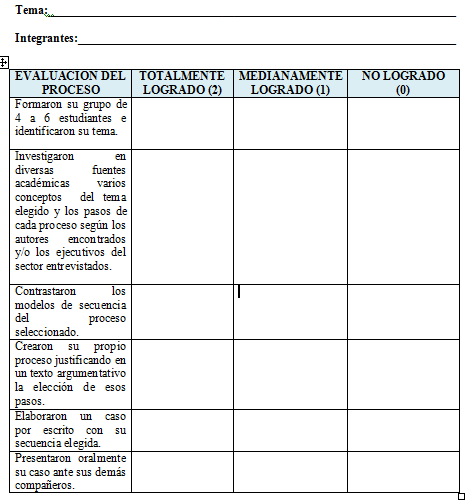 Tema:
Integrantes:
EVALUACION DEL PROCESO
TOTALMENTE LOGRADO (2)
MEDIANAMENTE LOGRADO (1)
NO LOGRADO (0)
Formaron su grupo de
4 a 6 estudiantes e
identificaron su tema.
Investigaron en
diversas fuentes
académicas varios
conceptos del tema
elegido y los pasos de
cada proceso según los
autores encontrados
y/o los ejecutivos del
sector entrevistados.
Contrastaron los
modelos de secuencia
del proceso
seleccionado.
Crearon su propio
proceso justificando en
un texto argumentativo
la elección de esos
pasos.
Elaboraron un caso
por escrito con su
secuencia elegida.
Presentaron oralmente
su caso ante sus demás
compañeros.